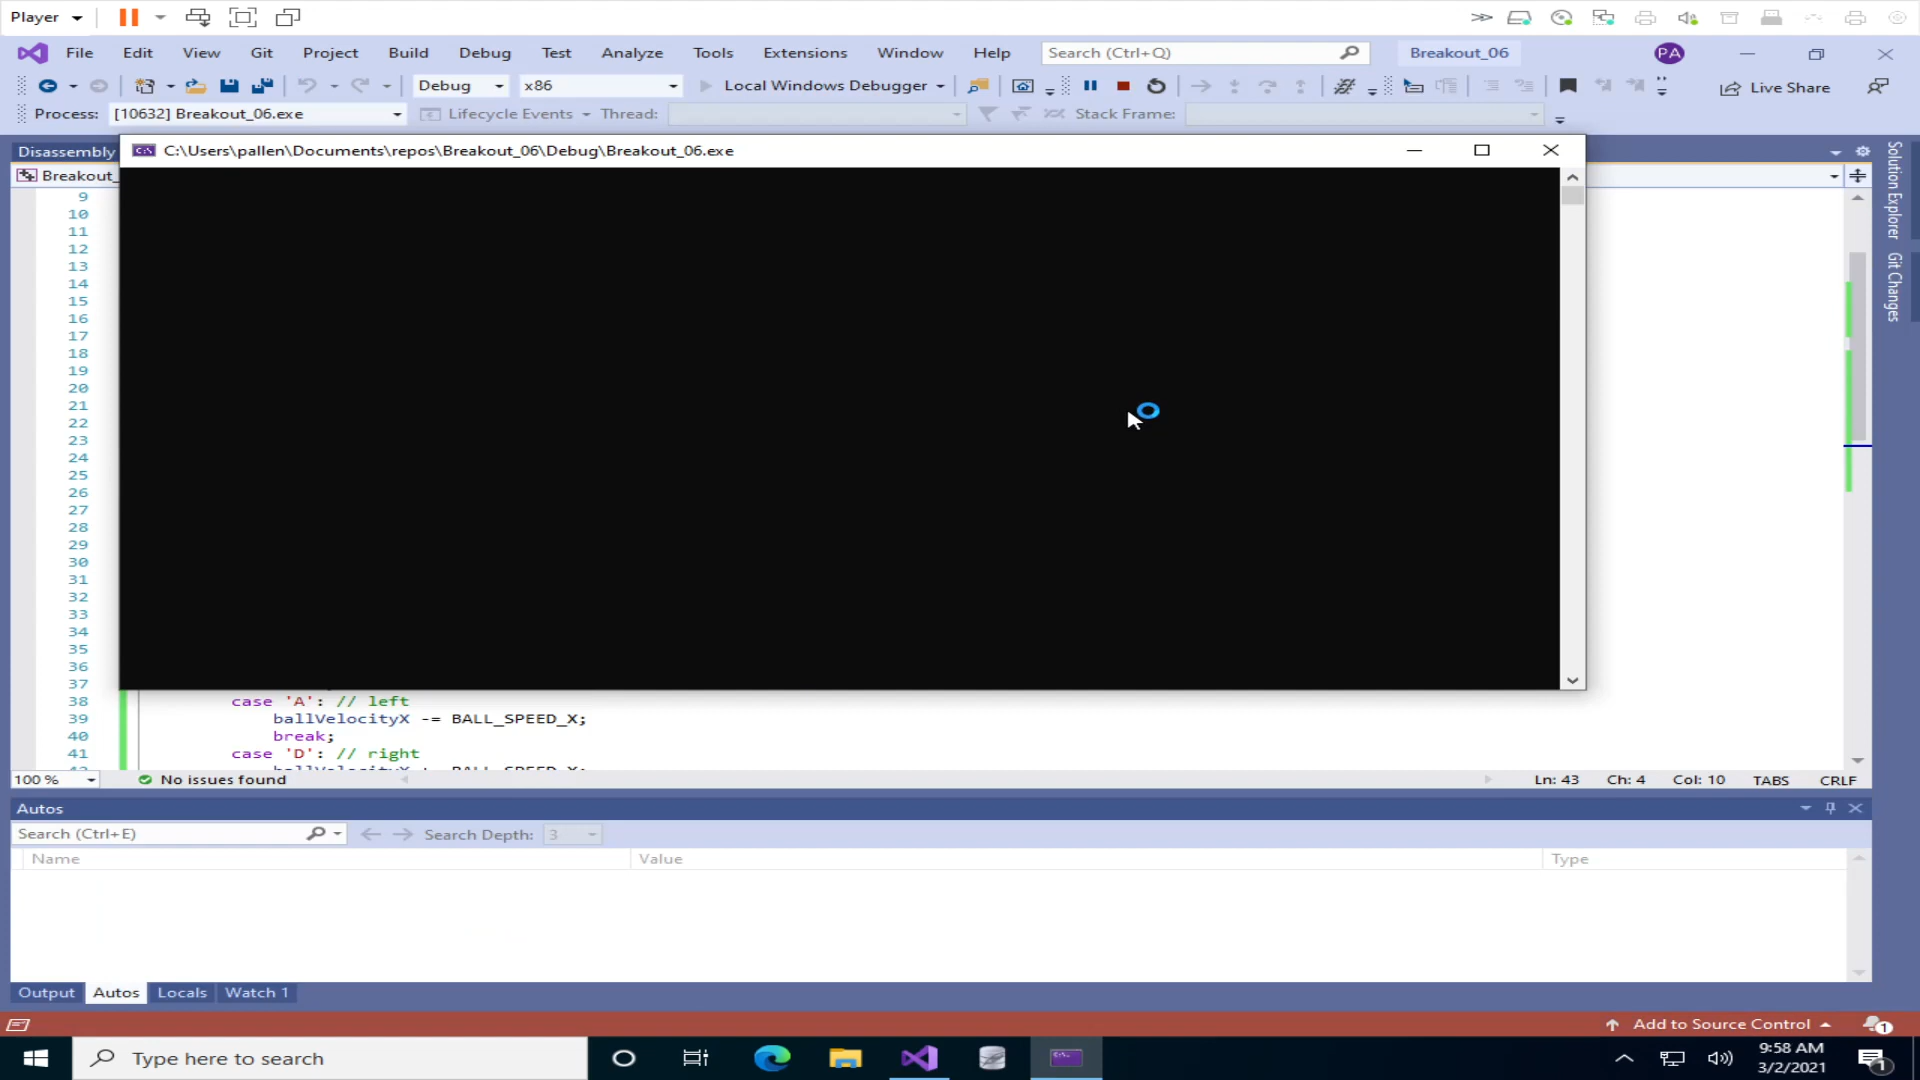 Player
File Edit View Git Project Build Debug Test Analyze Tools Extensions Window Help Search (Ctrl+Q) Breakout_06 PA
Debug x86 Local Windows Debugger Live Share
Process: [10632] Breakout_06.exe Lifecycle Events Thread: Stack Frame:
Disassembly C:\Users\pallen\Documents\repos\Breakout_06\Debug\Breakout_06.exe
Breakout_
Solution Explorer
Git Changes
9
10
11
12
13
14
15
16
17
18
19
20
21
22
23
24
25
26
27
28
29
30
31
32
33
34
35
36
37
38 case 'A': // left
39 ballVelocityX -= BALL_SPEED_X;
40 break;
41 case 'D': // right
100 % No issues found Ln: 43 Ch: 4 Col: 10 TABS CRLF
Autos
Search (Ctrl+E) Search Depth: 3
Name Value Type
Output Autos Locals Watch 1
Add to Source Control 1
Type here to search
9:58 AM
3/2/2021
1